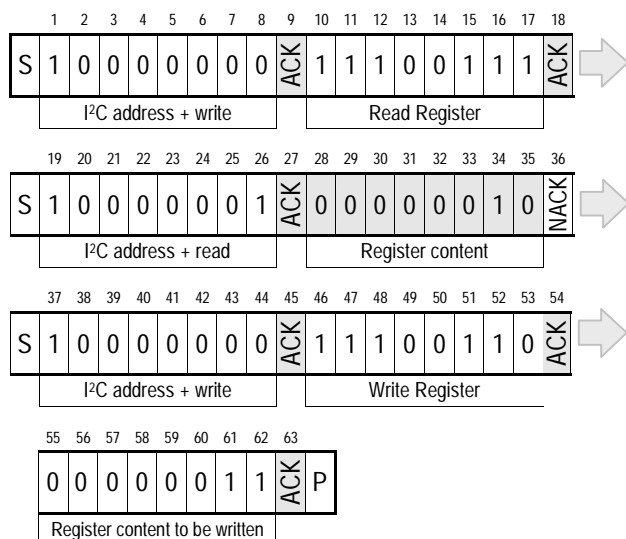 1 2 3 4 5 6 7 8 9 10 11 12 13 14 15 16 17 18
S 1 0 0 0 0 0 0 0 ACK 1 1 1 0 0 1 1 1 ACK
I²C address + write Read Register
19 20 21 22 23 24 25 26 27 28 29 30 31 32 33 34 35 36
S 1 0 0 0 0 0 0 1 ACK 0 0 0 0 0 0 1 0 NACK
I²C address + read Register content
37 38 39 40 41 42 43 44 45 46 47 48 49 50 51 52 53 54
S 1 0 0 0 0 0 0 0 ACK 1 1 1 0 0 1 1 0 ACK
I²C address + write Write Register
55 56 57 58 59 60 61 62 63
0 0 0 0 0 0 1 1 ACK P
Register content to be written